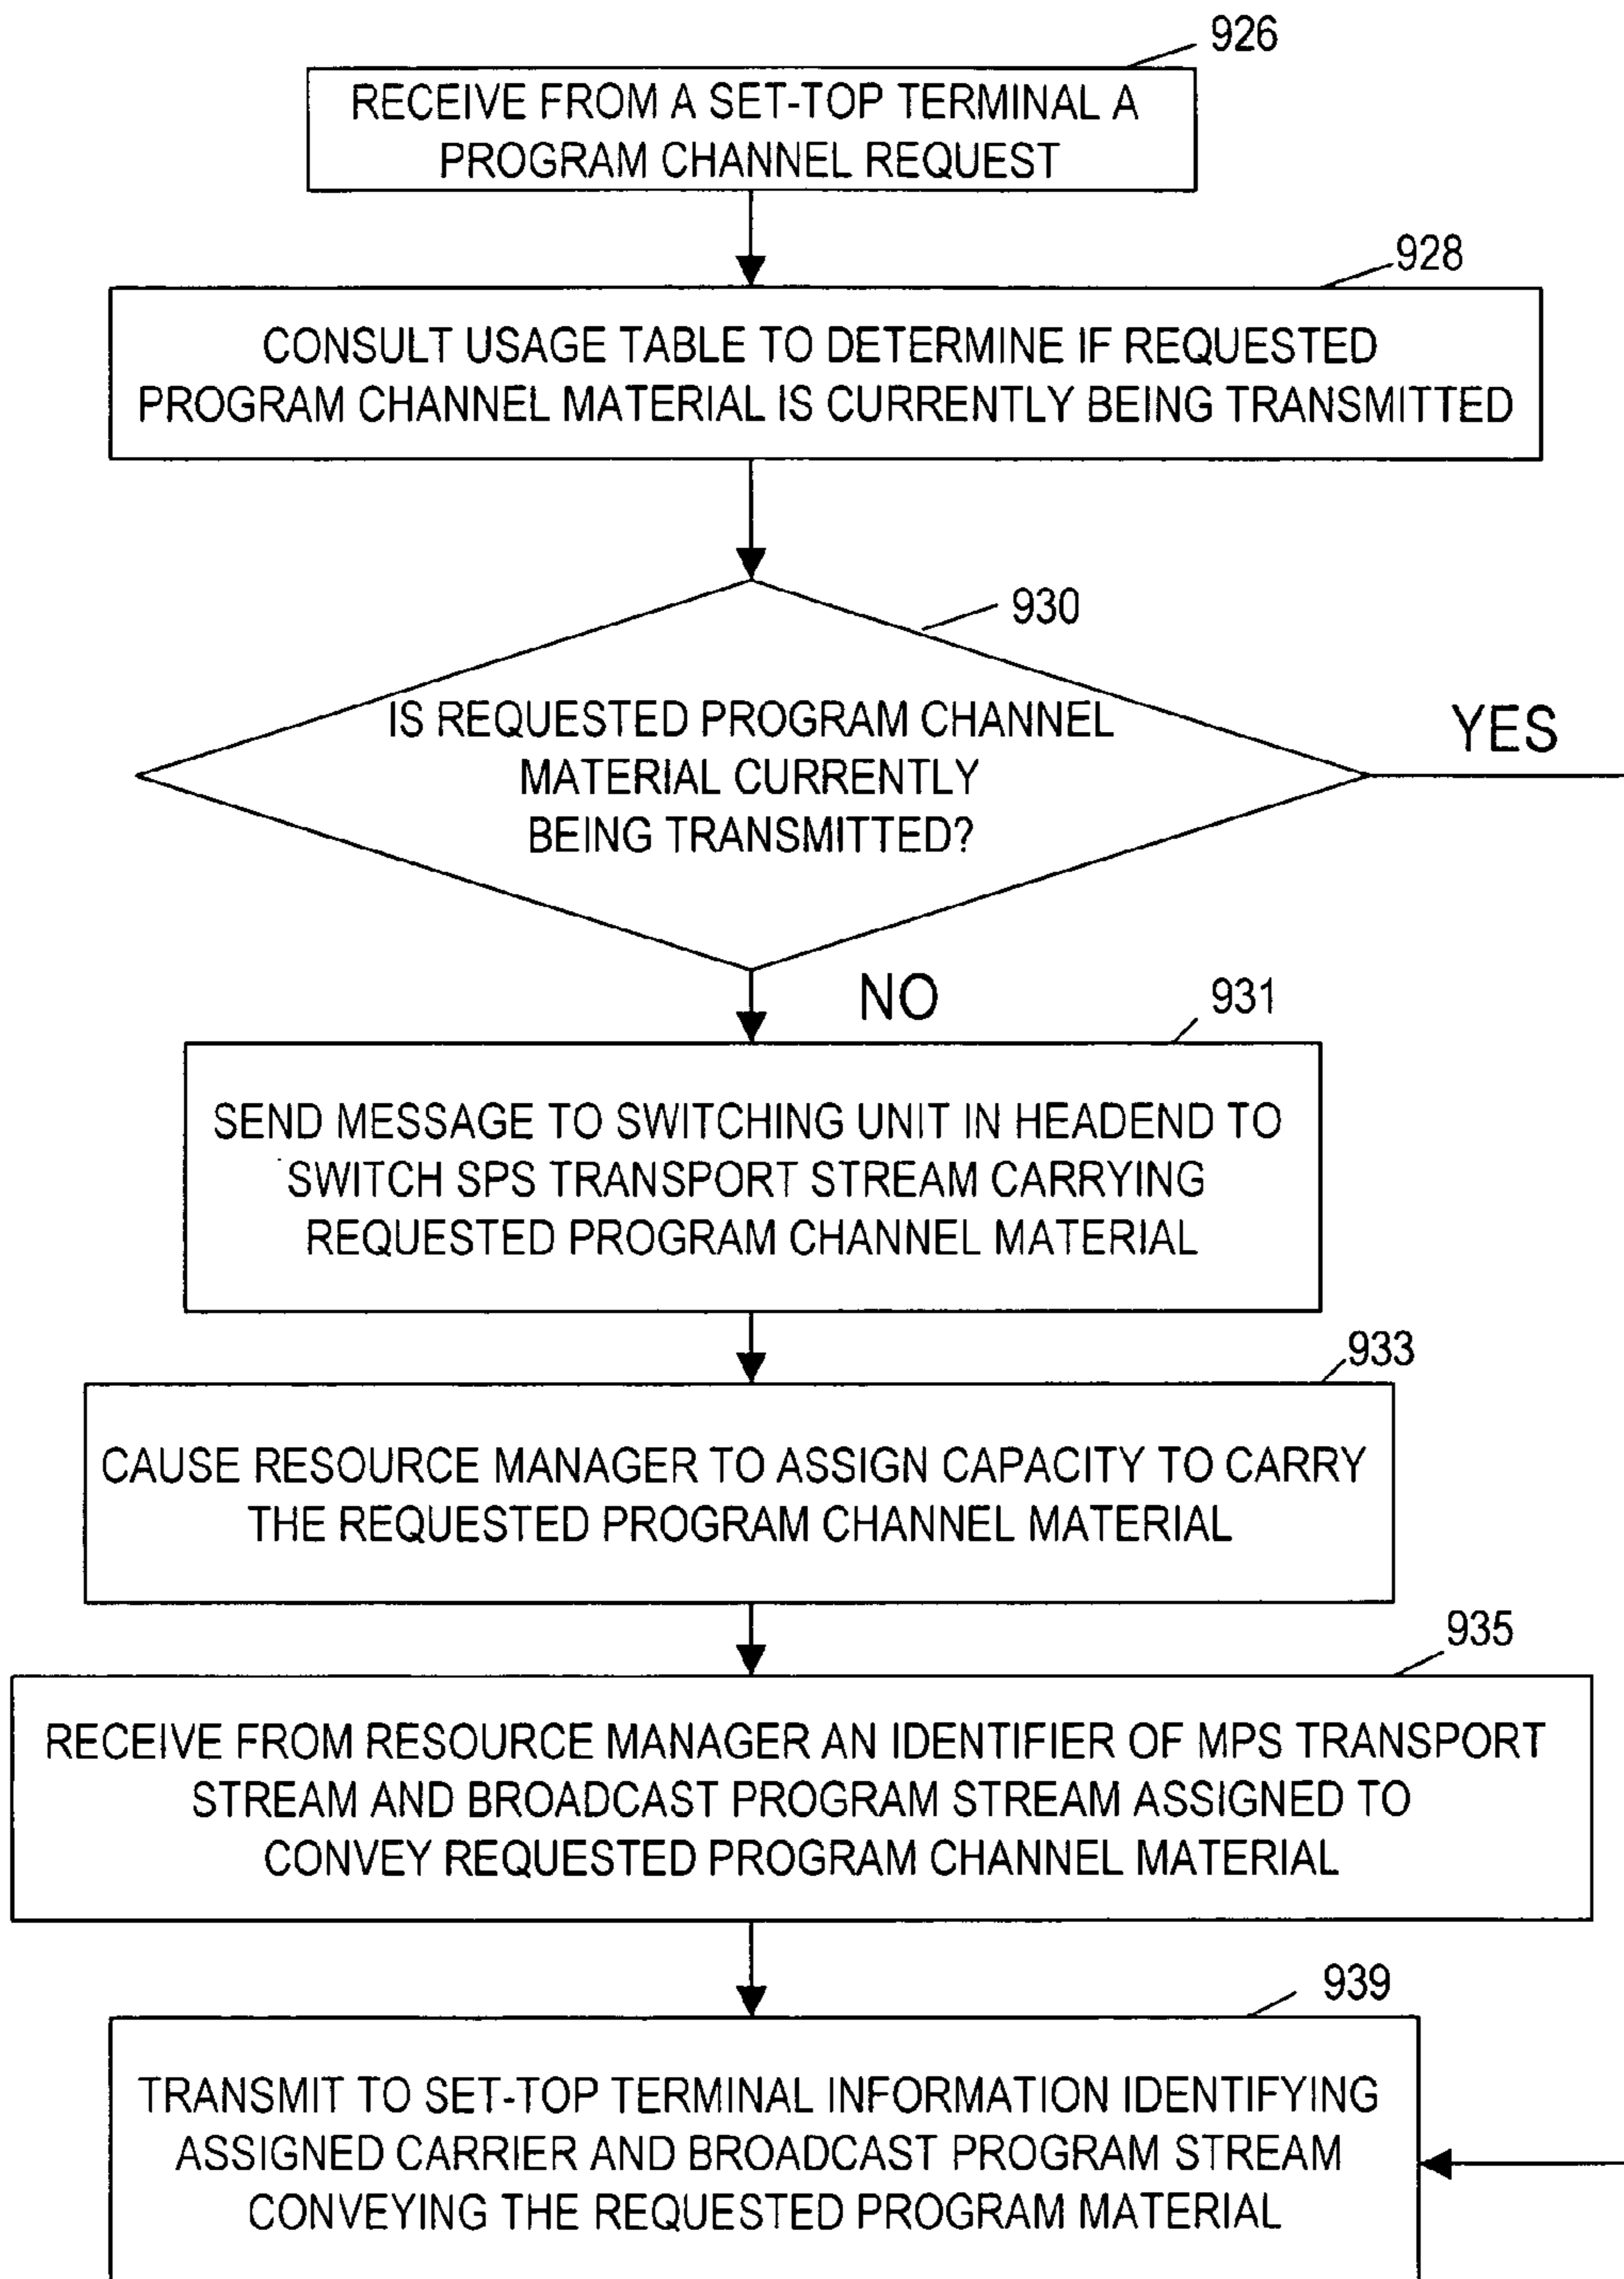 926
RECEIVE FROM A SET-TOP TERMINAL A
PROGRAM CHANNEL REQUEST
928
CONSULT USAGE TABLE TO DETERMINE IF REQUESTED
PROGRAM CHANNEL MATERIAL IS CURRENTLY BEING TRANSMITTED
930
IS REQUESTED PROGRAM CHANNEL
MATERIAL CURRENTLY
BEING TRANSMITTED?
YES
NO
931
SEND MESSAGE TO SWITCHING UNIT IN HEADEND TO
SWITCH SPS TRANSPORT STREAM CARRYING
REQUESTED PROGRAM CHANNEL MATERIAL
933
CAUSE RESOURCE MANAGER TO ASSIGN CAPACITY TO CARRY
THE REQUESTED PROGRAM CHANNEL MATERIAL
935
RECEIVE FROM RESOURCE MANAGER AN IDENTIFIER OF MPS TRANSPORT
STREAM AND BROADCAST PROGRAM STREAM ASSIGNED TO
CONVEY REQUESTED PROGRAM CHANNEL MATERIAL
939
TRANSMIT TO SET-TOP TERMINAL INFORMATION IDENTIFYING
ASSIGNED CARRIER AND BROADCAST PROGRAM STREAM
CONVEYING THE REQUESTED PROGRAM MATERIAL